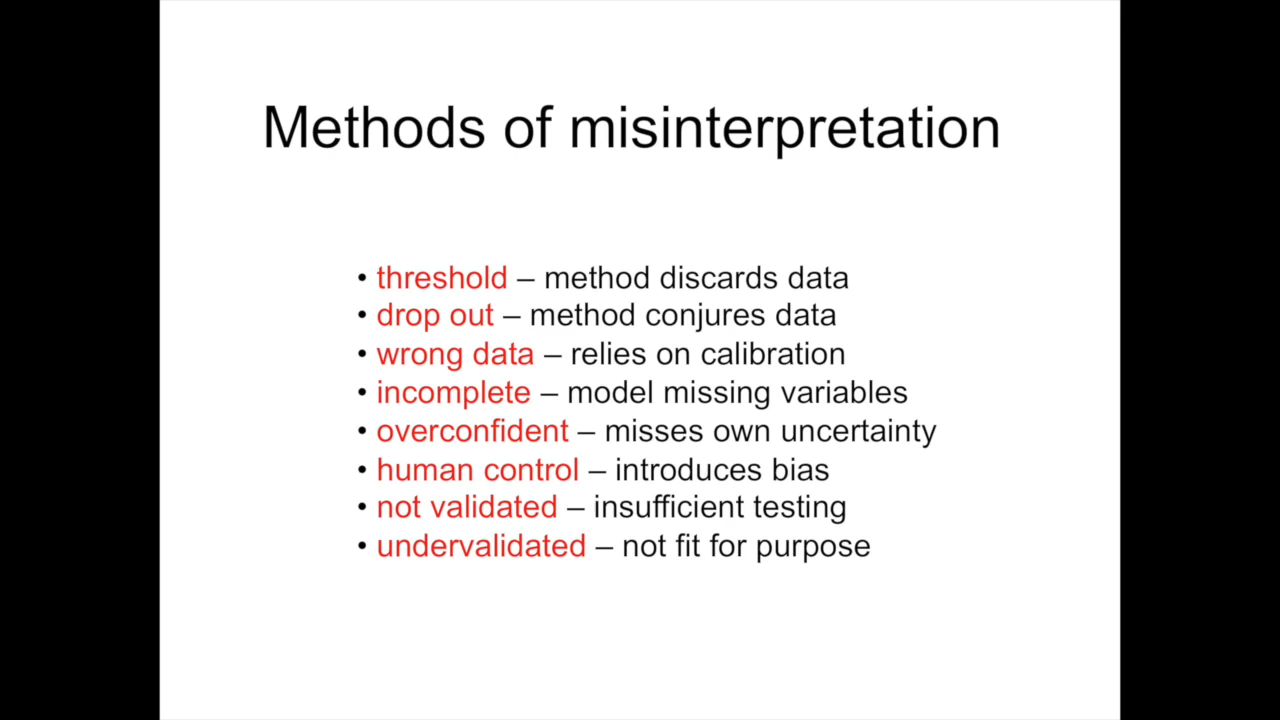 Methods of misinterpretation
• threshold – method discards data
• drop out – method conjures data
• wrong data – relies on calibration
• incomplete – model missing variables
• overconfident – misses own uncertainty
• human control – introduces bias
• not validated – insufficient testing
• undervalidated – not fit for purpose